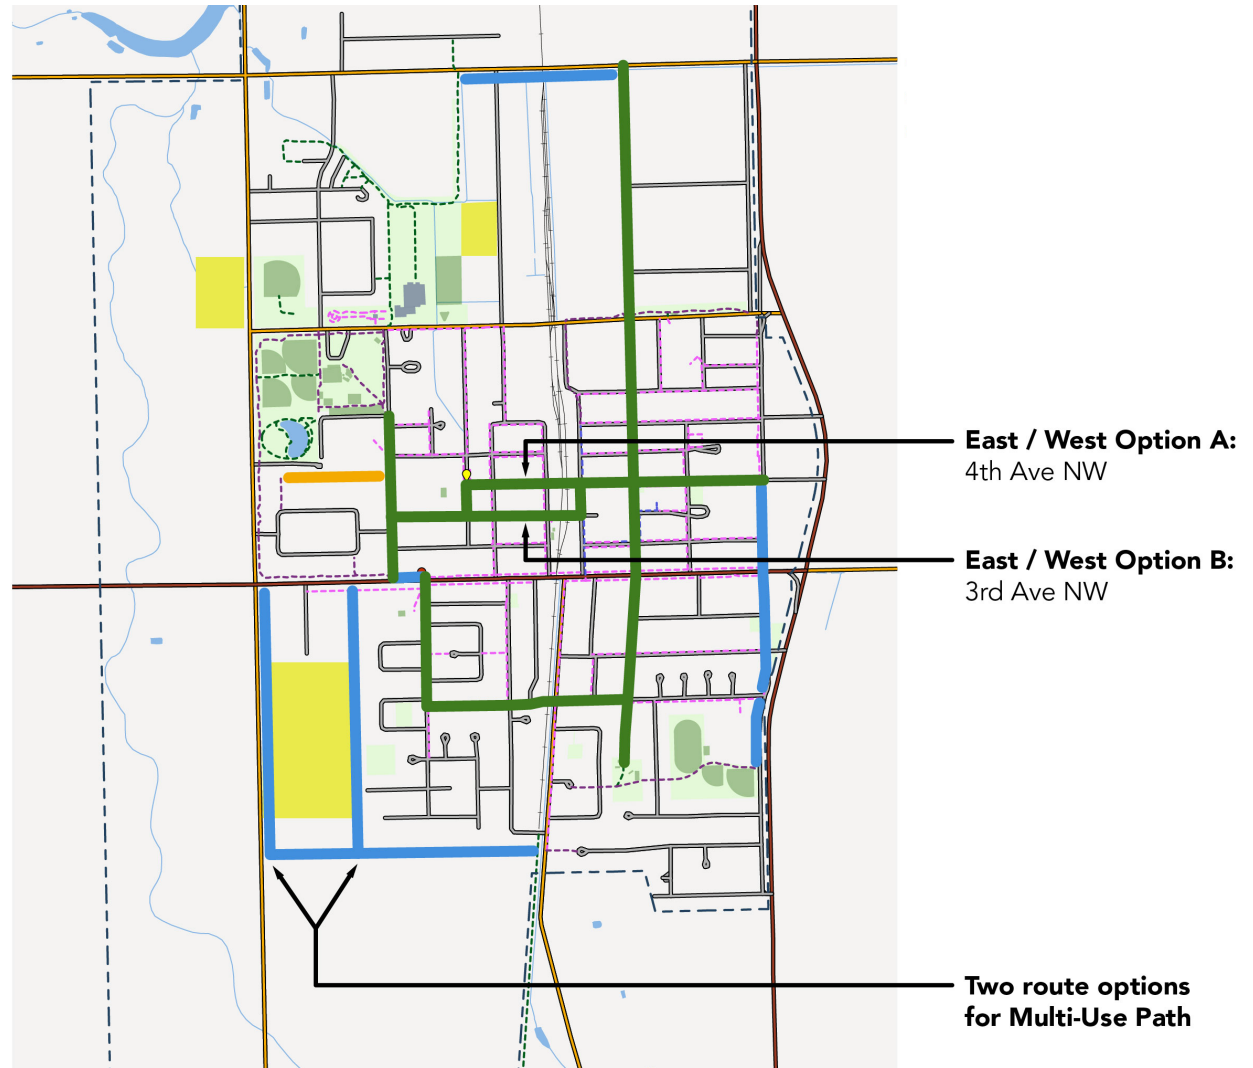 East / West Option A:
4th Ave NW
East / West Option B:
3rd Ave NW
Two route options
for Multi-Use Path